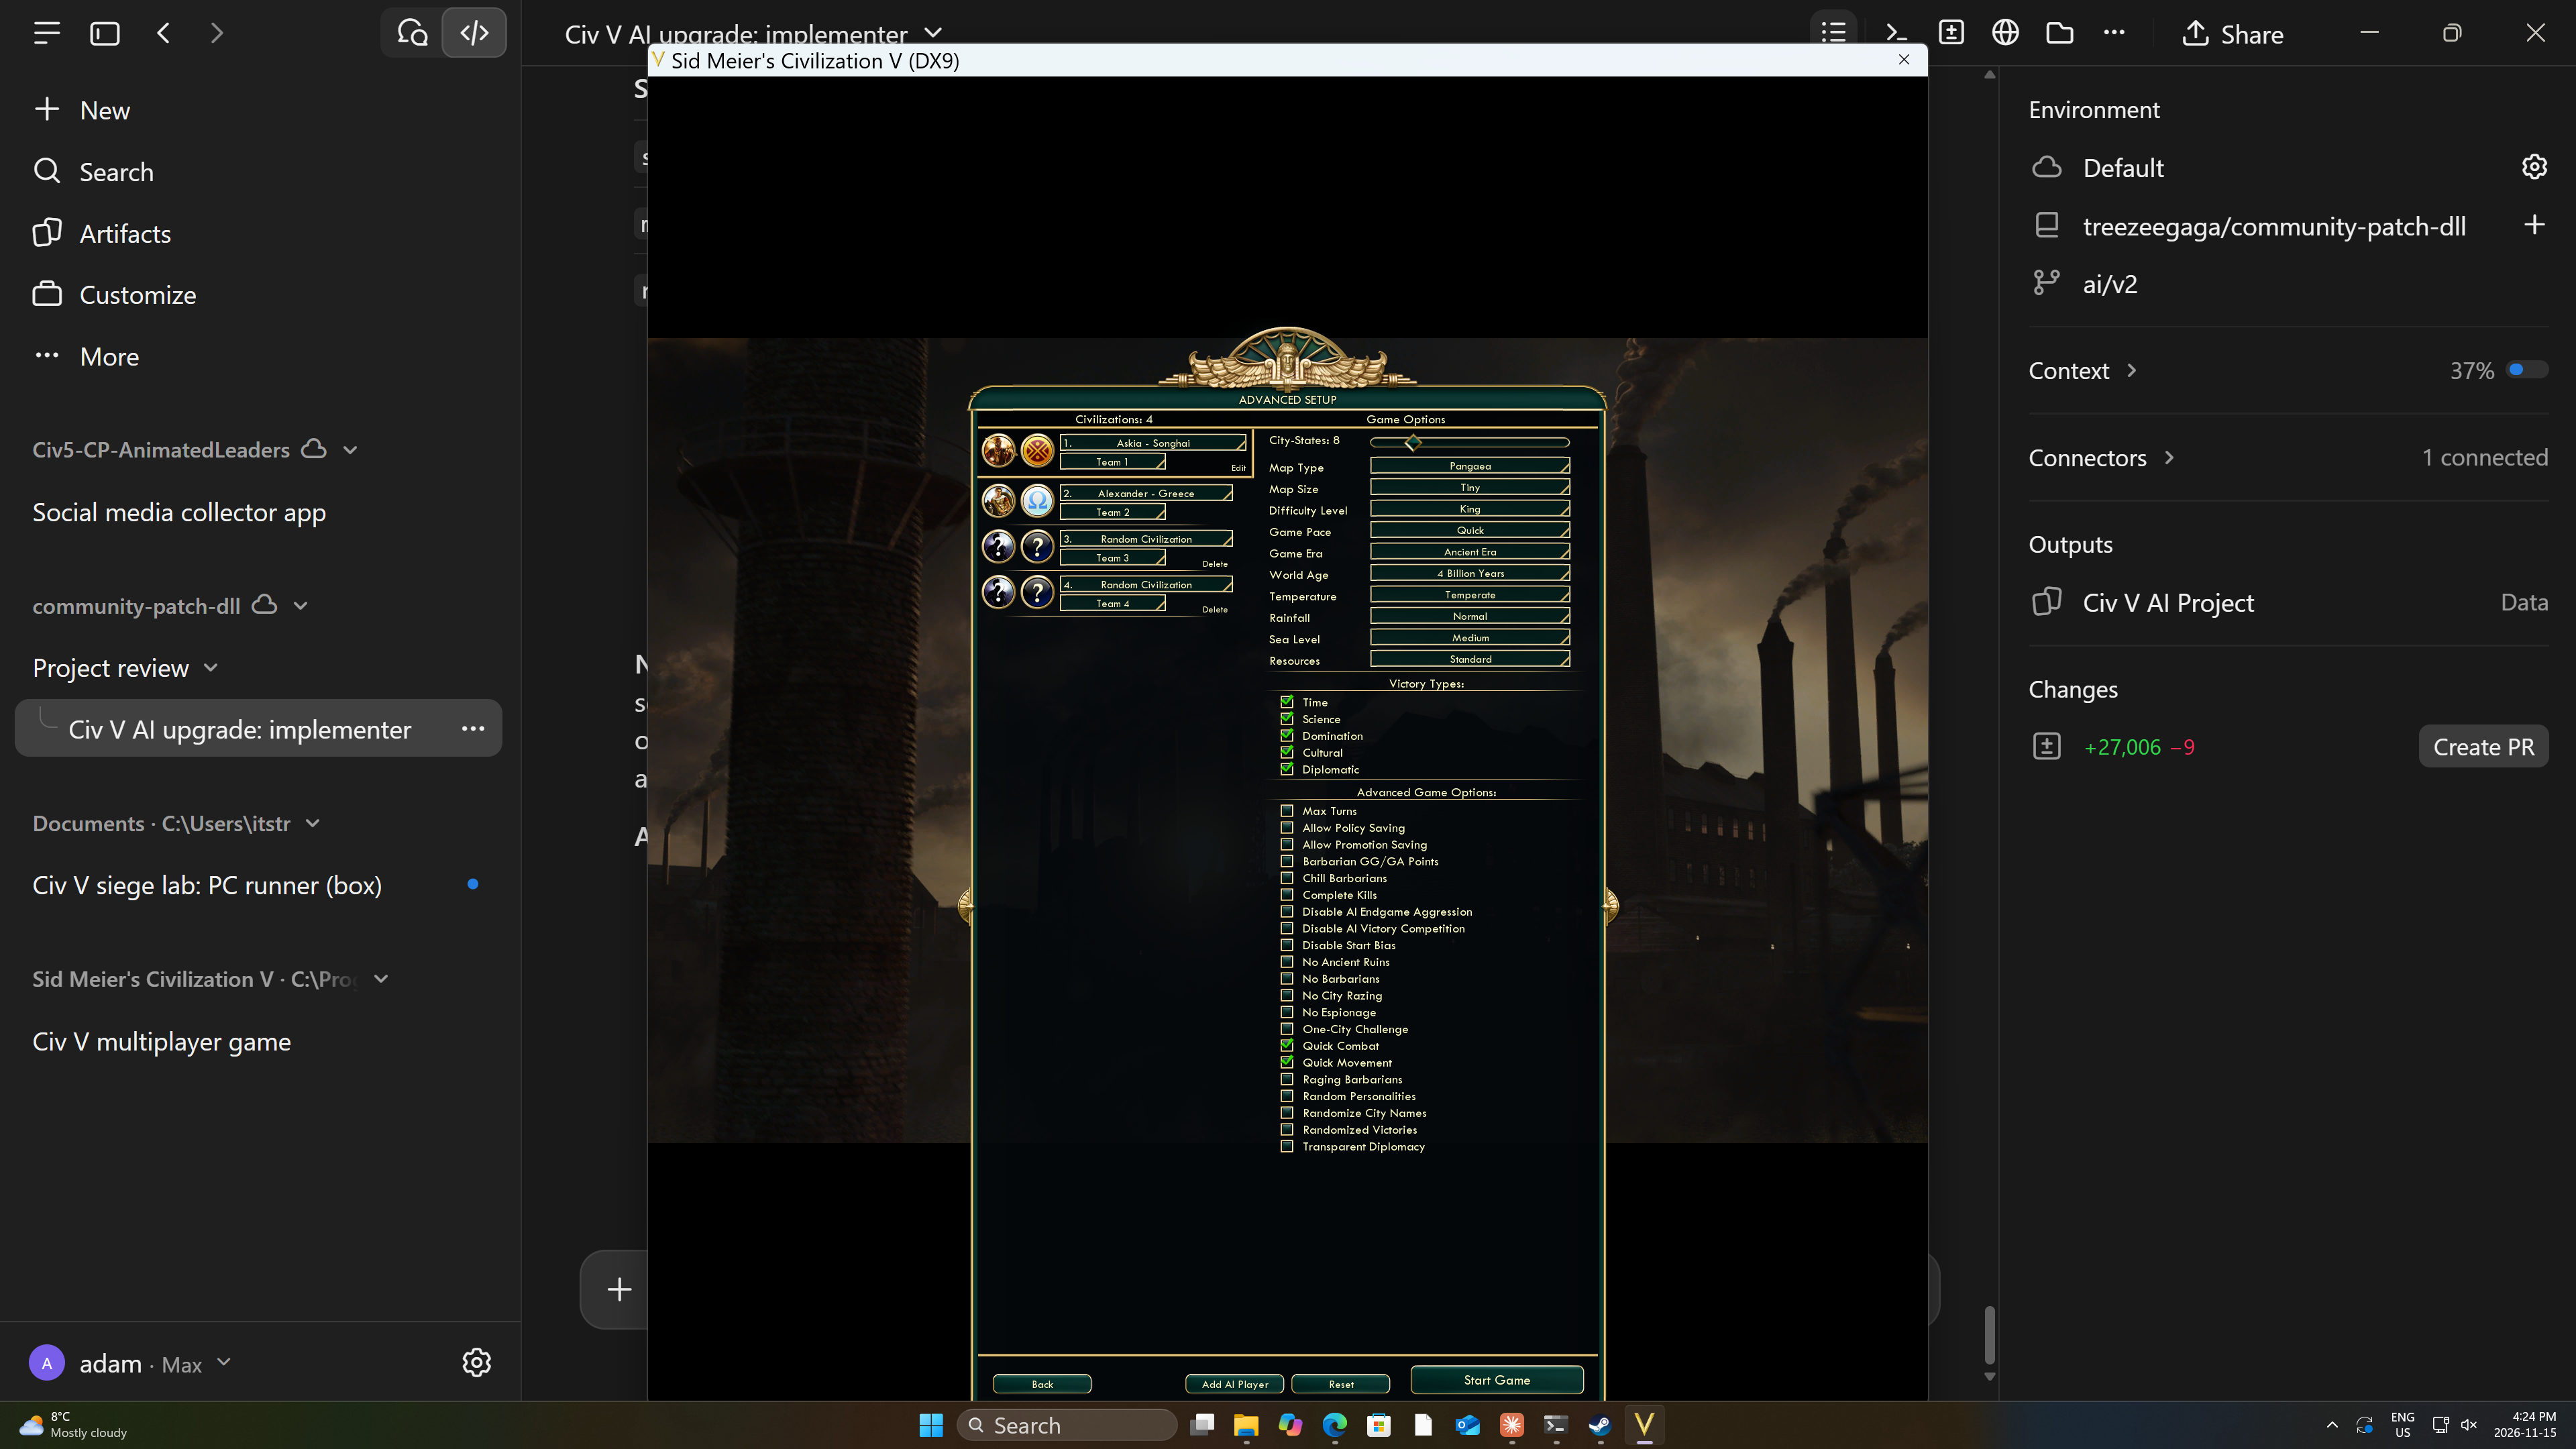 Civ V AI upgrade: implementer
Share
Sid Meier's Civilization V (DX9)
New
Search
Artifacts
Customize
More
Civ5-CP-AnimatedLeaders
Social media collector app
community-patch-dll
Project review
Civ V AI upgrade: implementer
Documents · C:\Users\itstr
Civ V siege lab: PC runner (box)
Sid Meier's Civilization V · C:\Prog
Civ V multiplayer game
A
adam · Max
ADVANCED SETUP
Civilizations: 4
1. Askia - Songhai
Team 1
Edit
2. Alexander - Greece
Team 2
3. Random Civilization
Team 3
Delete
4. Random Civilization
Team 4
Delete
Game Options
City-States: 8
Map Type Pangaea
Map Size Tiny
Difficulty Level King
Game Pace Quick
Game Era Ancient Era
World Age 4 Billion Years
Temperature Temperate
Rainfall Normal
Sea Level Medium
Resources Standard
Victory Types:
Time
Science
Domination
Cultural
Diplomatic
Advanced Game Options:
Max Turns
Allow Policy Saving
Allow Promotion Saving
Barbarian GG/GA Points
Chill Barbarians
Complete Kills
Disable AI Endgame Aggression
Disable AI Victory Competition
Disable Start Bias
No Ancient Ruins
No Barbarians
No City Razing
No Espionage
One-City Challenge
Quick Combat
Quick Movement
Raging Barbarians
Random Personalities
Randomize City Names
Randomized Victories
Transparent Diplomacy
Back
Add AI Player
Reset
Start Game
Environment
Default
treezeegaga/community-patch-dll
ai/v2
Context 37%
Connectors 1 connected
Outputs
Civ V AI Project Data
Changes
+27,006 −9
Create PR
8°C
Mostly cloudy
Search
ENG
US
4:24 PM
2026-11-15